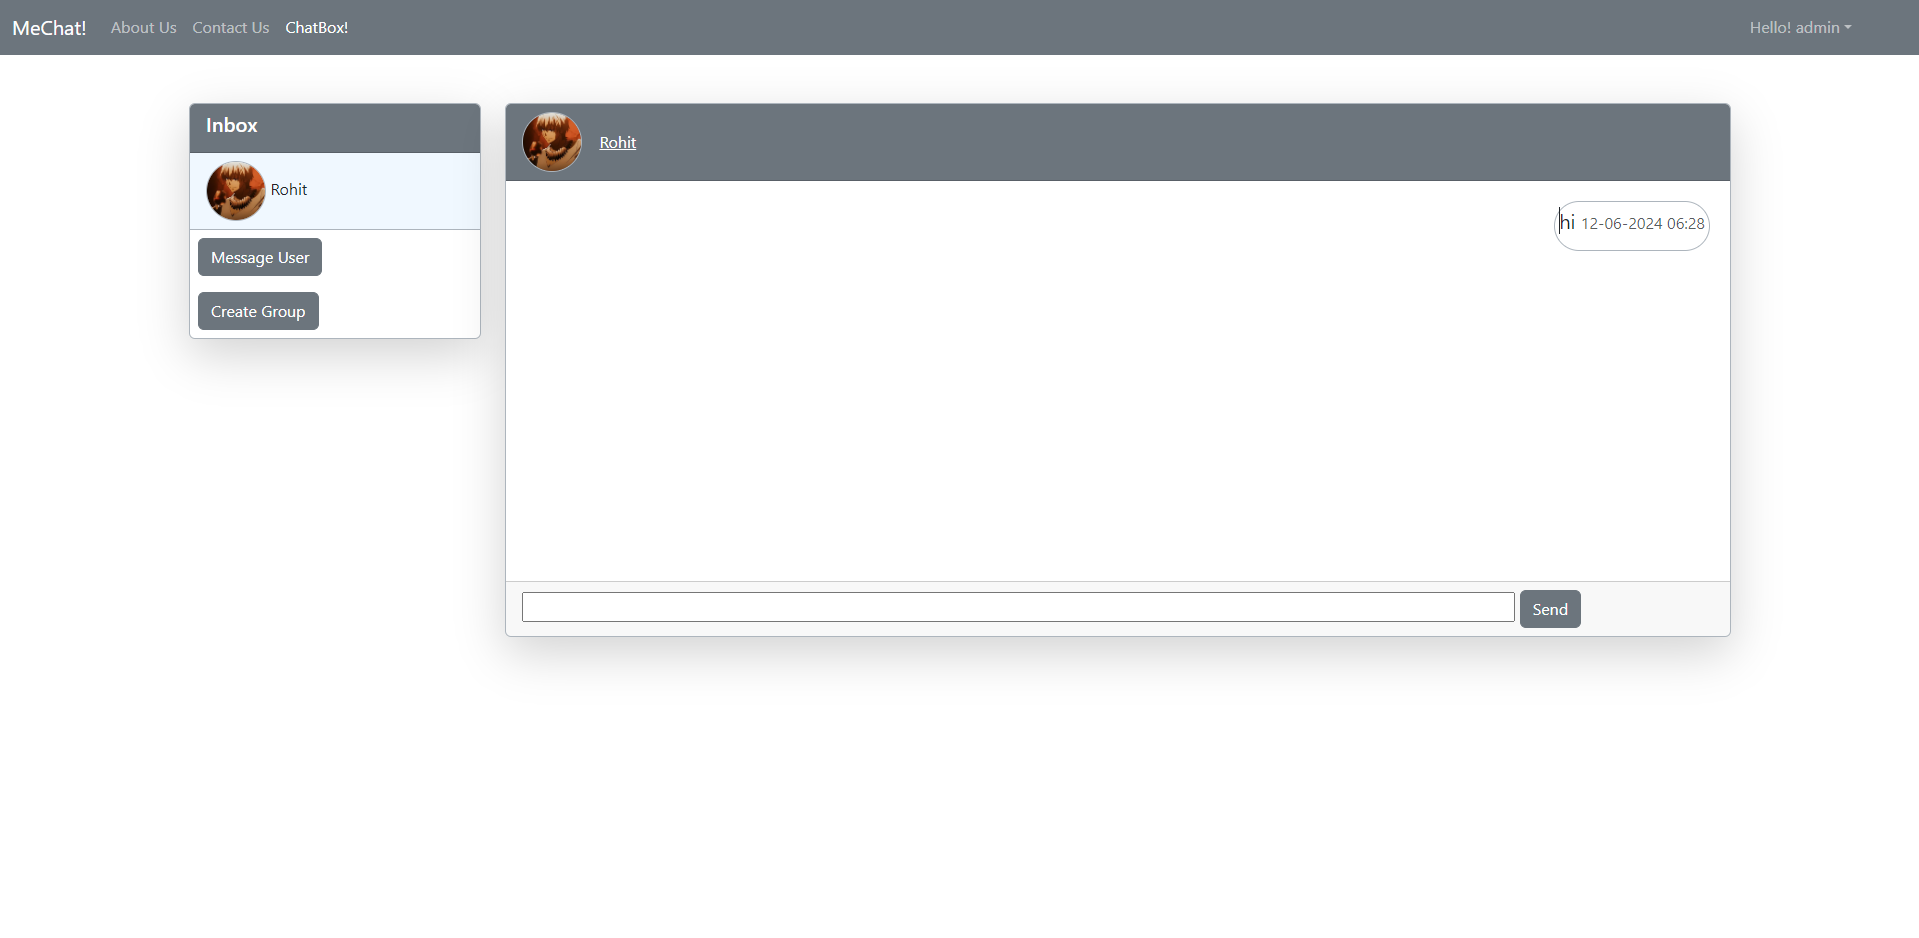 MeChat! About Us Contact Us ChatBox! Hello! admin
Inbox
Rohit
Message User
Create Group
Rohit
hi 12-06-2024 06:28
Send